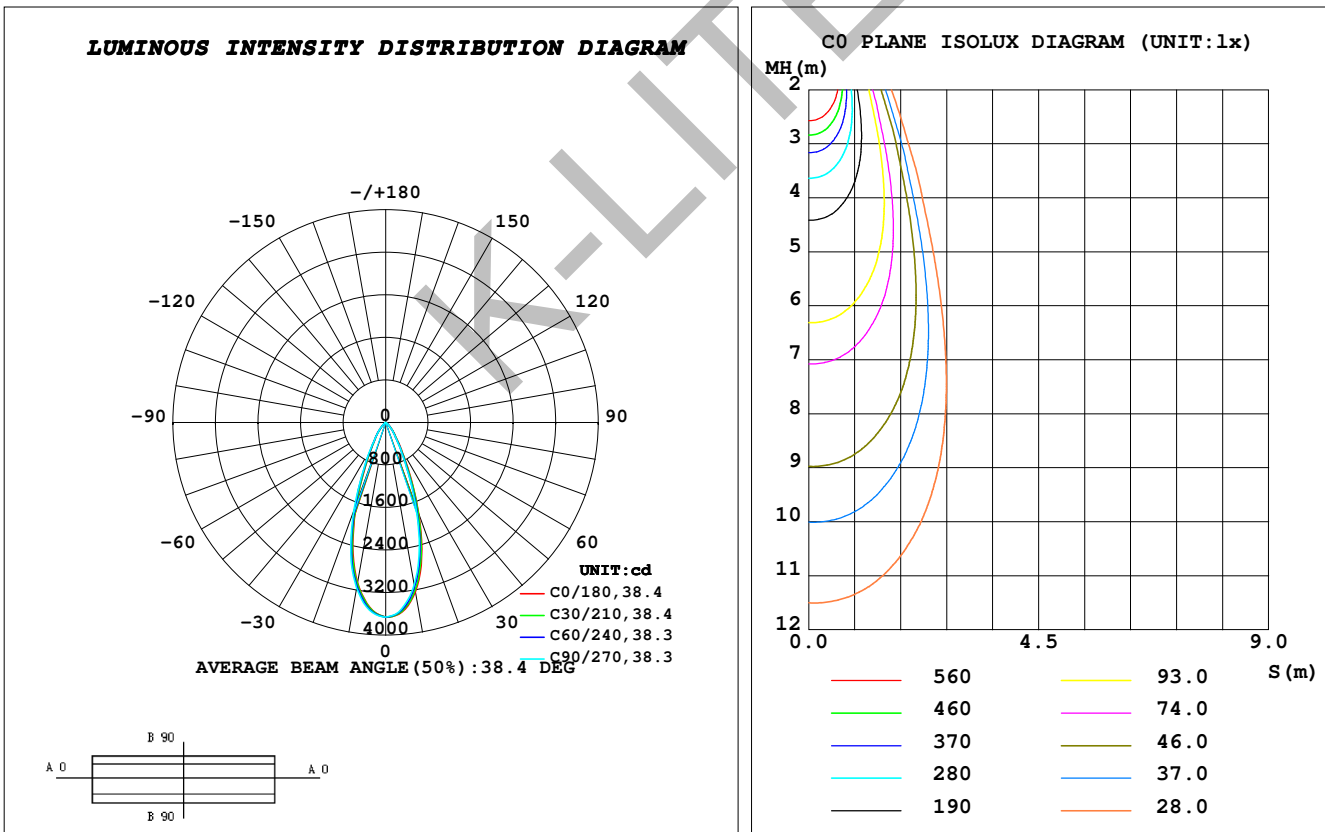 LUMINOUS INTENSITY DISTRIBUTION DIAGRAM
-/+180
-150 150
-120 120
-90 0 90
800
1600
-60 2400 60
UNIT:cd
3200 C0/180,38.4
-30 30 C30/210,38.4
4000 C60/240,38.3
0 C90/270,38.3
AVERAGE BEAM ANGLE(50%):38.4 DEG
B 90
A 0 A 0
B 90
C0 PLANE ISOLUX DIAGRAM (UNIT:lx)
MH(m)
2
3
4
5
6
7
8
9
10
11
12
0.0 4.5 9.0
S(m)
560 93.0
460 74.0
370 46.0
280 37.0
190 28.0
K-LITE